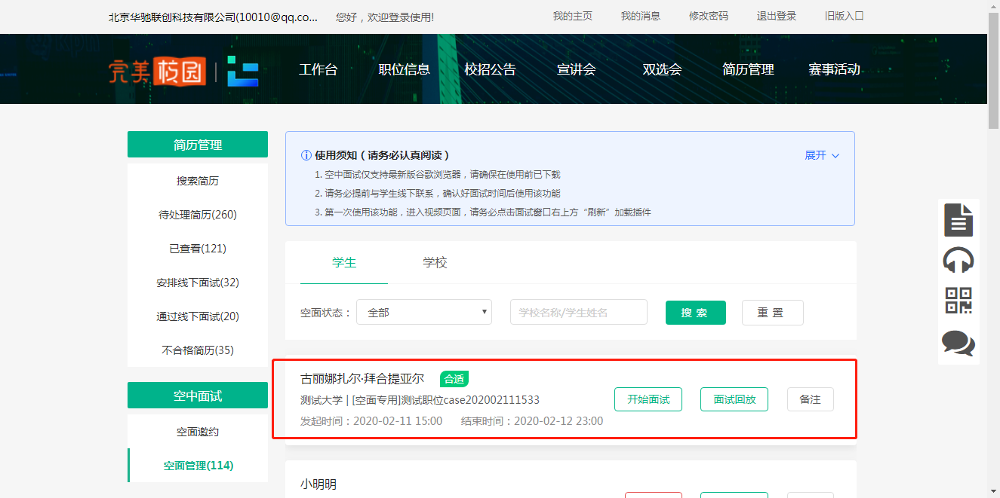 北京华驰联创科技有限公司(10010@qq.co... 您好，欢迎登录使用! 我的主页 我的消息 修改密码 退出登录 旧版入口
完美校园 工作台 职位信息 校招公告 宣讲会 双选会 简历管理 赛事活动
简历管理
搜索简历
待处理简历(260)
已查看(121)
安排线下面试(32)
通过线下面试(20)
不合格简历(35)
空中面试
空面邀约
空面管理(114)
使用须知（请务必认真阅读） 展开
1. 空中面试仅支持最新版谷歌浏览器，请确保在使用前已下载
2. 请务必提前与学生线下联系，确认好面试时间后使用该功能
3. 第一次使用该功能，进入视频页面，请务必点击面试窗口右上方“刷新”加载插件
学生 学校
空面状态： 全部 学校名称/学生姓名 搜 索 重 置
古丽娜扎尔·拜合提亚尔 合适
测试大学 | [空面专用]测试职位case202002111533 开始面试 面试回放 备注
发起时间：2020-02-11 15:00 结束时间：2020-02-12 23:00
小明明